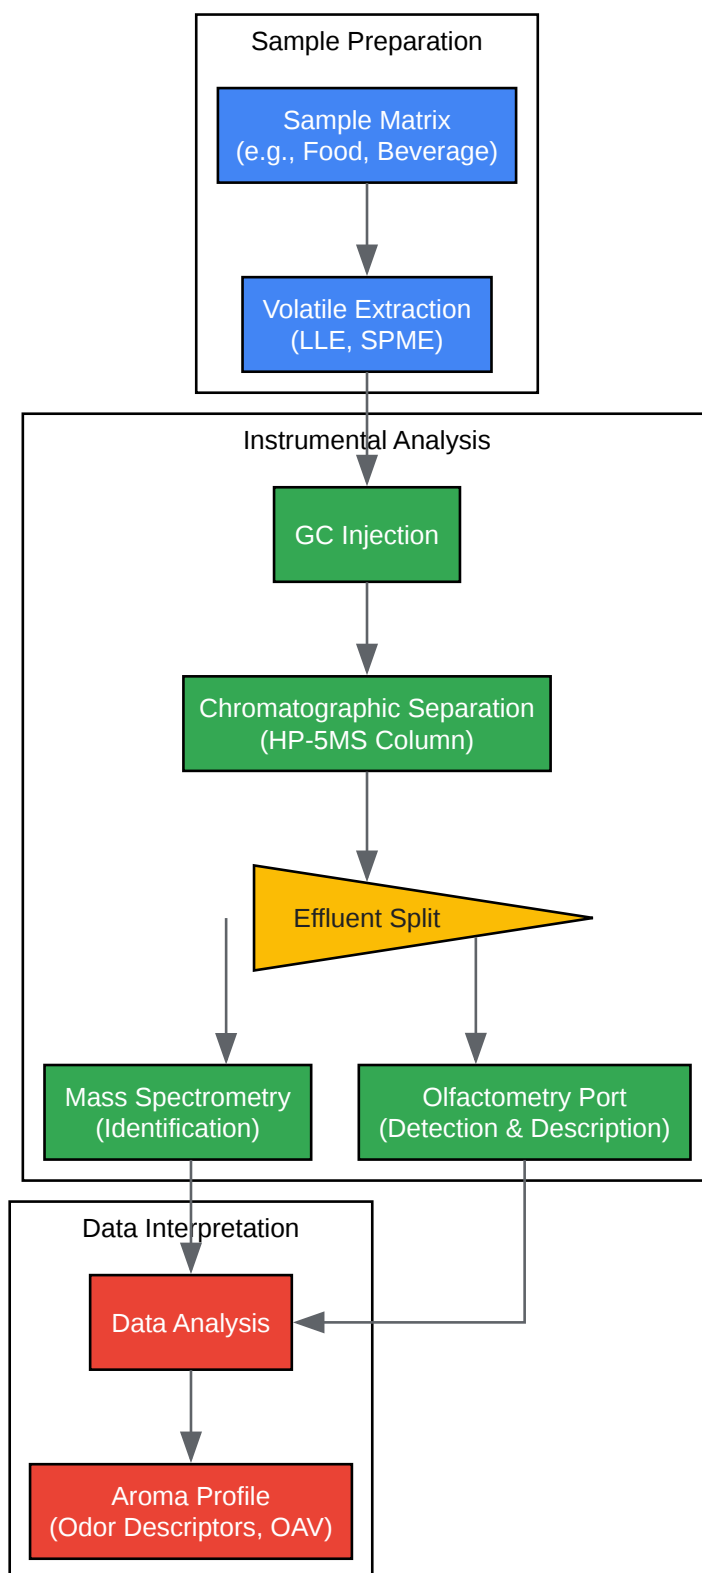 Sample Preparation
Sample Matrix
(e.g., Food, Beverage)
Volatile Extraction
(LLE, SPME)
Instrumental Analysis
GC Injection
Chromatographic Separation
(HP-5MS Column)
Effluent Split
Mass Spectrometry
(Identification)
Olfactometry Port
(Detection & Description)
Data Interpretation
Data Analysis
Aroma Profile
(Odor Descriptors, OAV)